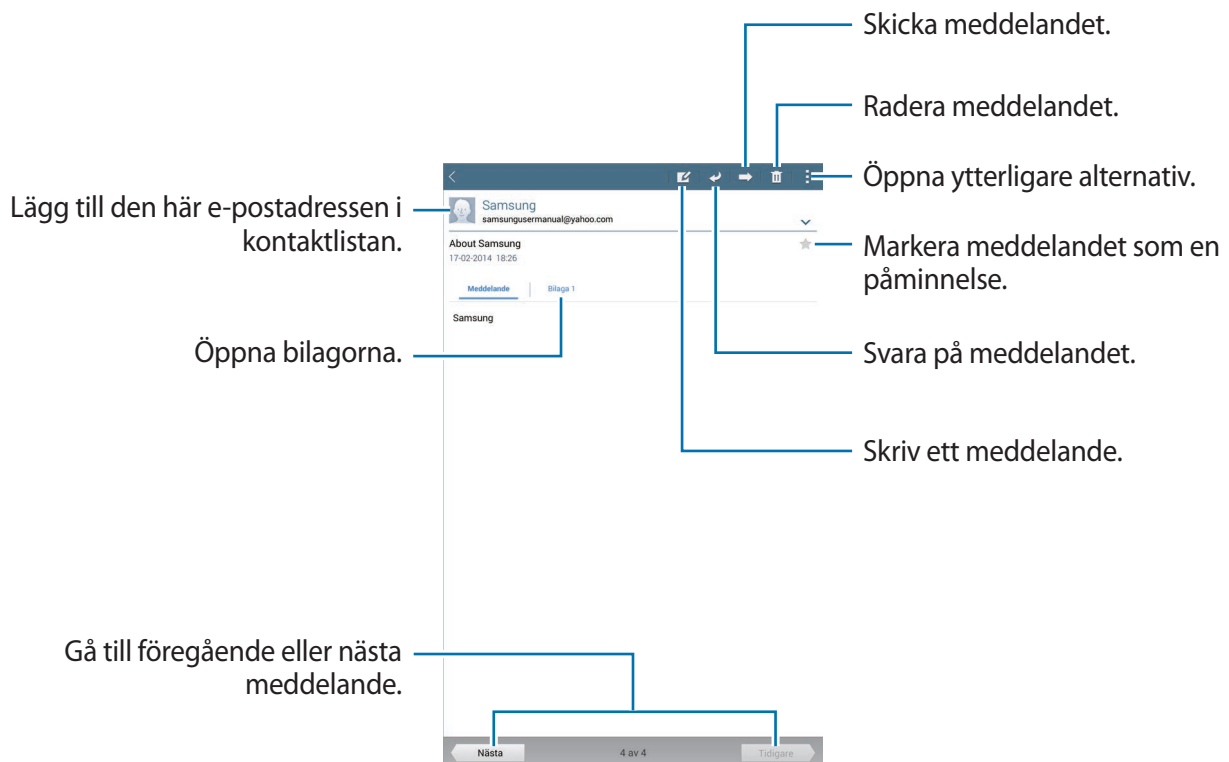 Skicka meddelandet.
Radera meddelandet.
Öppna ytterligare alternativ.
Lägg till den här e-postadressen i
kontaktlistan.
Samsung
samsungusermanual@yahoo.com
About Samsung
17-02-2014 18:26
Markera meddelandet som en
påminnelse.
Meddelande
Bilaga 1
Samsung
Öppna bilagorna.
Svara på meddelandet.
Skriv ett meddelande.
Gå till föregående eller nästa
meddelande.
Nästa
4 av 4
Tidigare